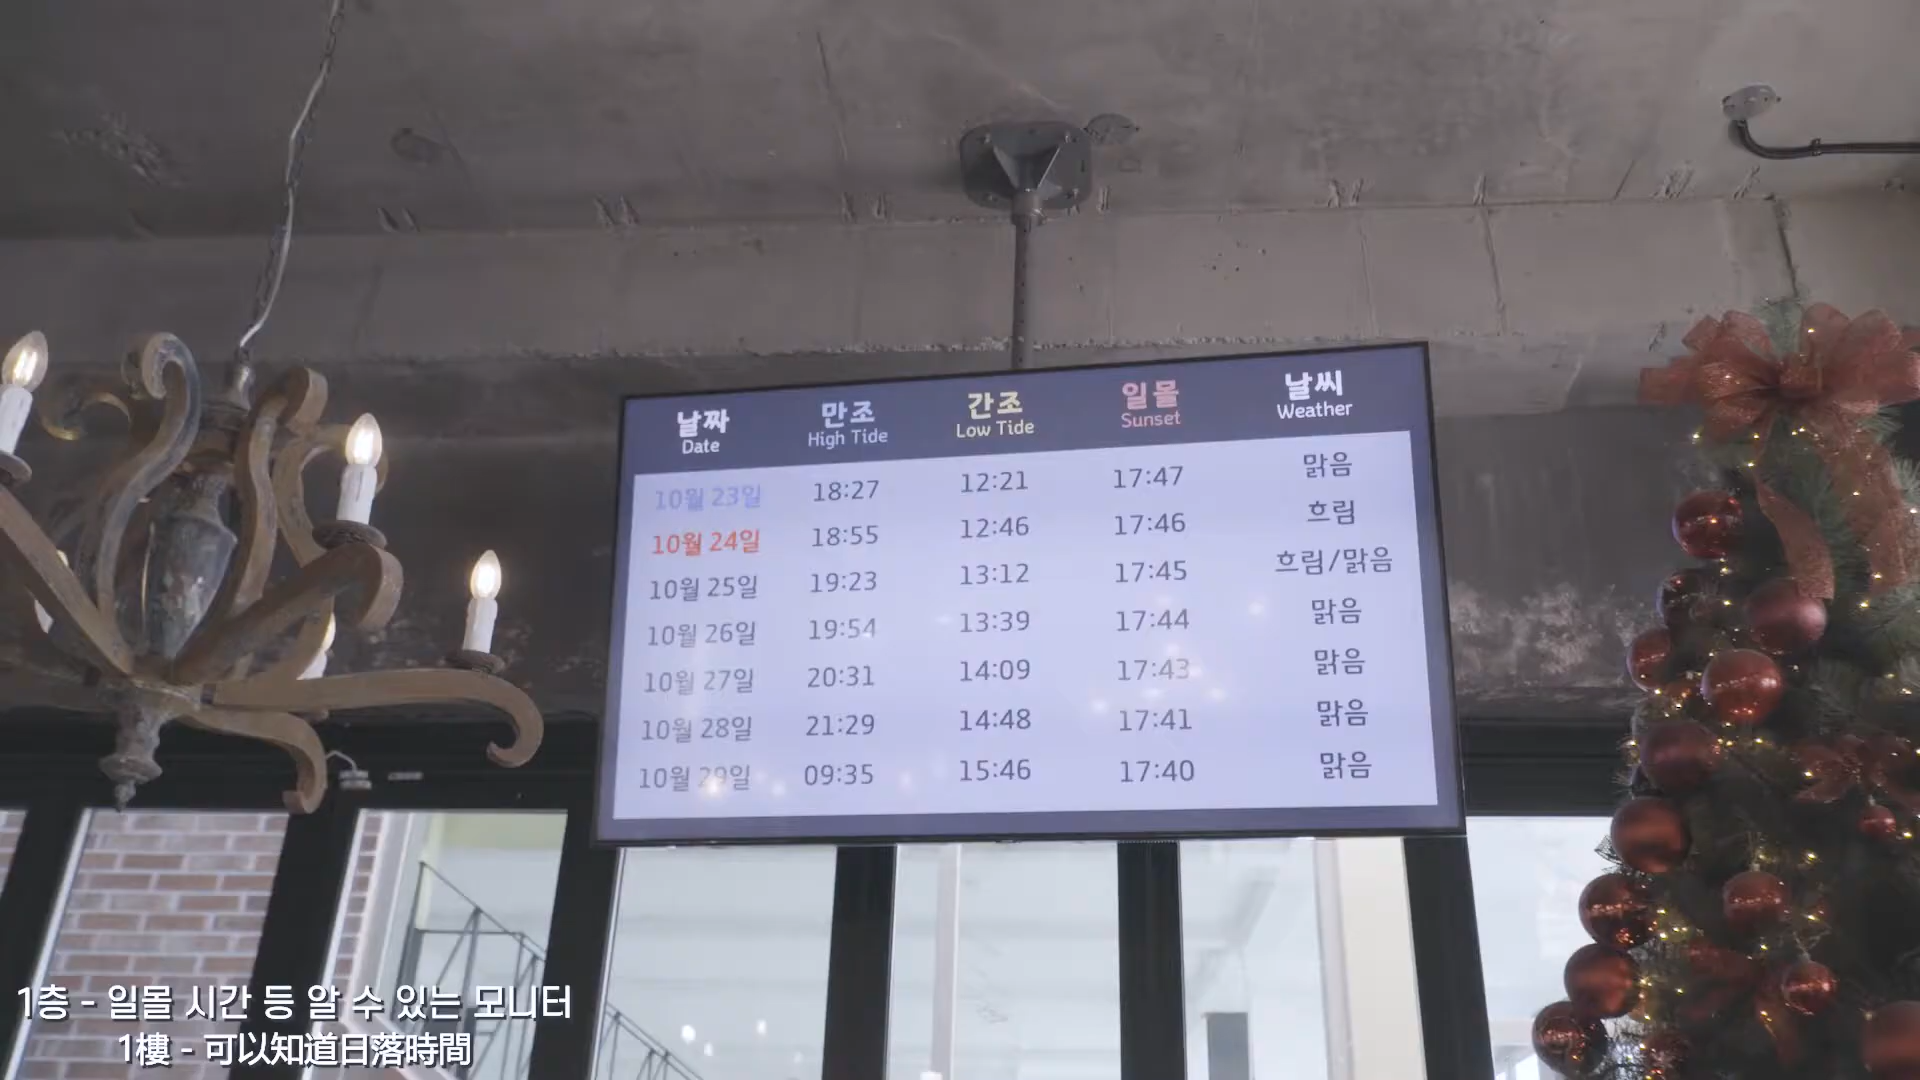 날짜 만조 간조 일몰 날씨
Date High Tide Low Tide Sunset Weather
10월 23일 18:27 12:21 17:47 맑음
10월 24일 18:55 12:46 17:46 흐림
10월 25일 19:23 13:12 17:45 흐림/맑음
10월 26일 19:54 13:39 17:44 맑음
10월 27일 20:31 14:09 17:43 맑음
10월 28일 21:29 14:48 17:41 맑음
10월 29일 09:35 15:46 17:40 맑음
1층 - 일몰 시간 등 알 수 있는 모니터
1樓 - 可以知道日落時間